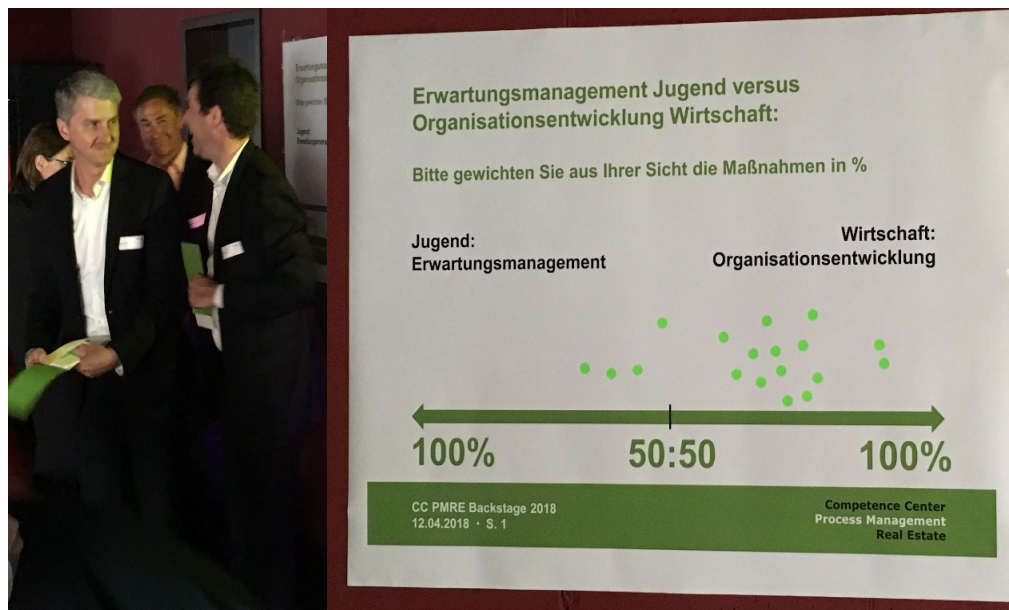 Erwartungsmanagement Jugend versus
Organisationsentwicklung Wirtschaft:
Bitte gewichten Sie aus Ihrer Sicht die Maßnahmen in %
Jugend:
Erwartungsmanagement
Wirtschaft:
Organisationsentwicklung
100%
50:50
100%
CC PMRE Backstage 2018
12.04.2018 · S. 1
Competence Center
Process Management
Real Estate